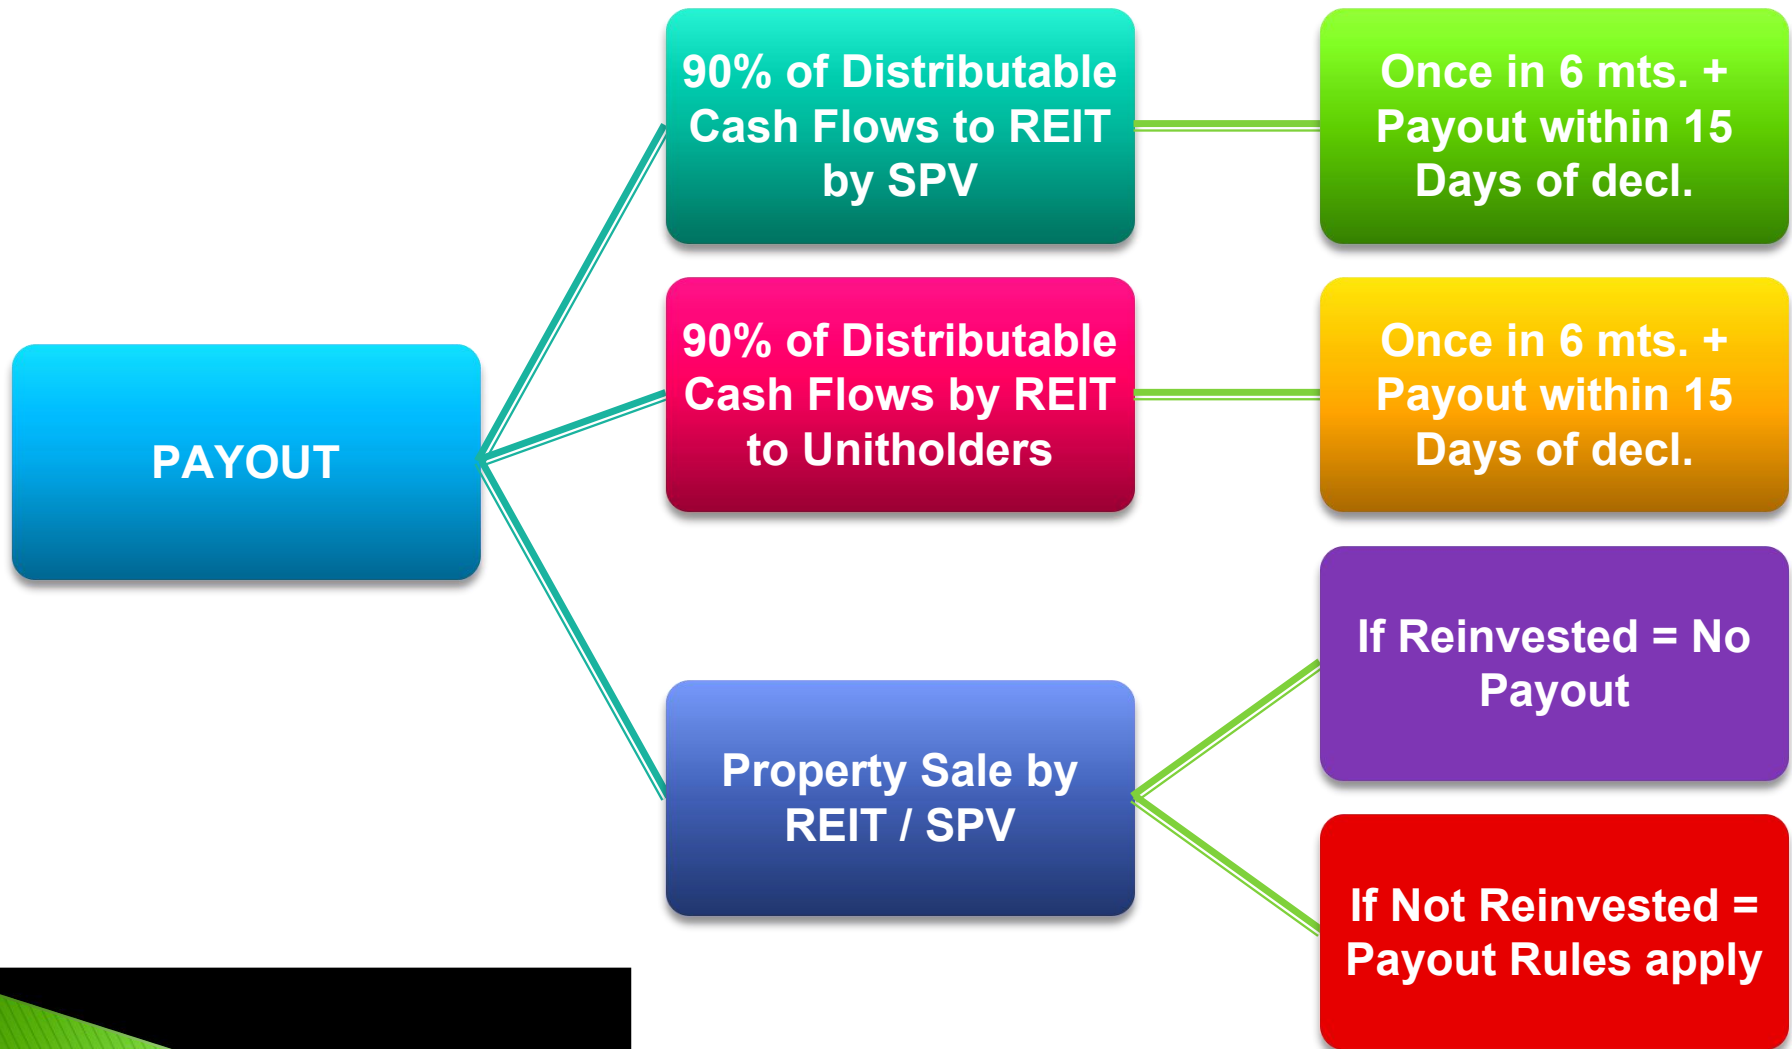 PAYOUT
90% of Distributable
Cash Flows to REIT
by SPV
Once in 6 mts. +
Payout within 15
Days of decl.
90% of Distributable
Cash Flows by REIT
to Unitholders
Once in 6 mts. +
Payout within 15
Days of decl.
Property Sale by
REIT / SPV
If Reinvested = No
Payout
If Not Reinvested =
Payout Rules apply